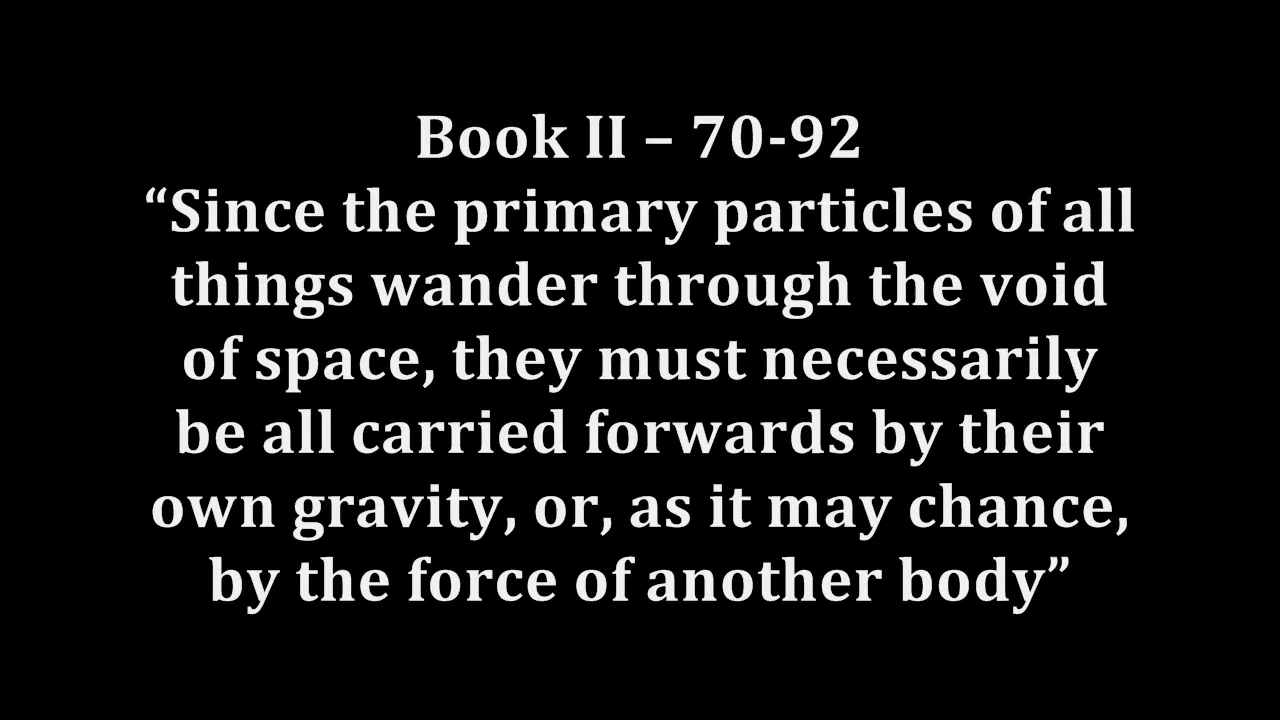 Book II – 70-92
“Since the primary particles of all
things wander through the void
of space, they must necessarily
be all carried forwards by their
own gravity, or, as it may chance,
by the force of another body”